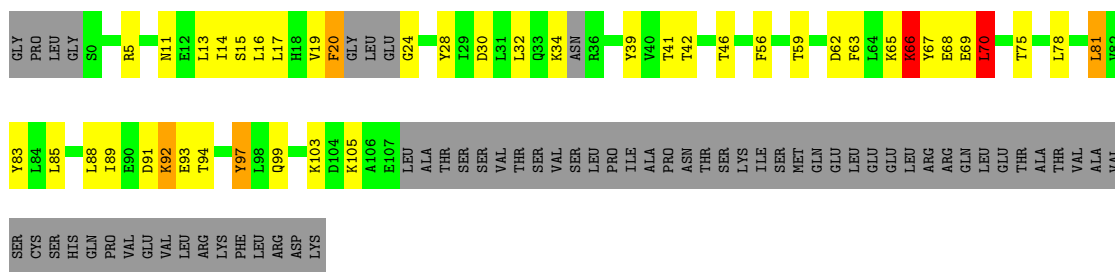 GLY PRO LEU GLY S0 R5 N11 E12 L13 I14 S15 L16 L17 H18 V19 F20 GLY LEU GLU G24 Y28 I29 D30 L31 L32 Q33 K34 ASN R36 Y39 V40 T41 T42 T46 F56 T59 D62 F63 L64 K65 K66 Y67 E68 E69 L70 T75 L78 L81 V82
Y83 L84 L85 L88 I89 E90 D91 K92 E93 T94 Y97 L98 Q99 K103 D104 K105 A106 E107 LEU ALA THR SER SER VAL THR SER VAL SER LEU PRO ILE ALA PRO ASN THR THR SER LYS ILE SER MET GLN GLU LEU GLU GLU LEU ARG ARG GLN LEU GLU THR ALA THR VAL ALA VAL
SER CYS SER HIS GLN PRO VAL GLU VAL LEU ARG LYS PHE LEU ARG ASP LYS